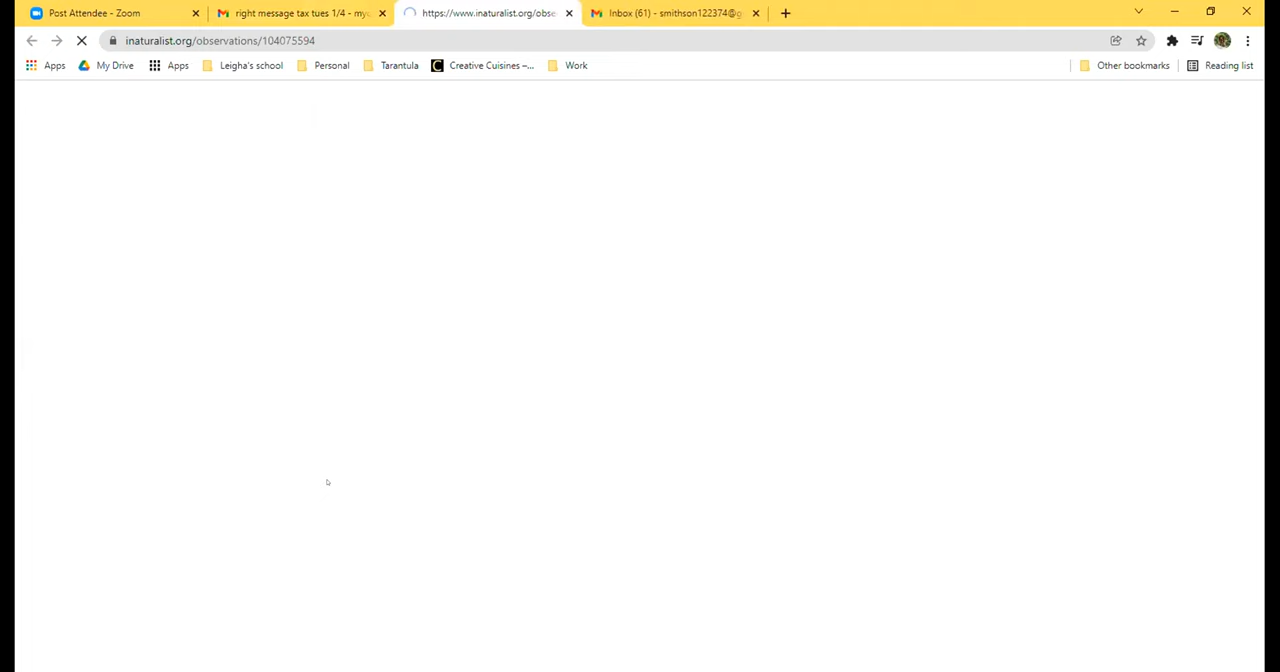 Post Attendee - Zoom
right message tax tues 1/4 - myc
https://www.inaturalist.org/obse
Inbox (61) - smithson122374@g
inaturalist.org/observations/104075594
Apps
My Drive
Apps
Leigha's school
Personal
Tarantula
C
Creative Cuisines –...
Work
Other bookmarks
Reading list